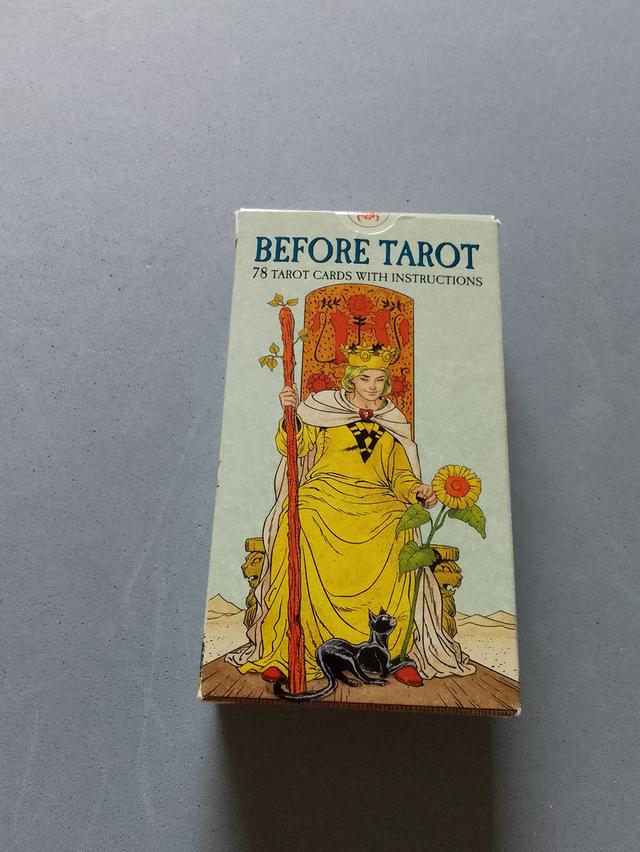 BEFORE TAROT
78 TAROT CARDS WITH INSTRUCTIONS